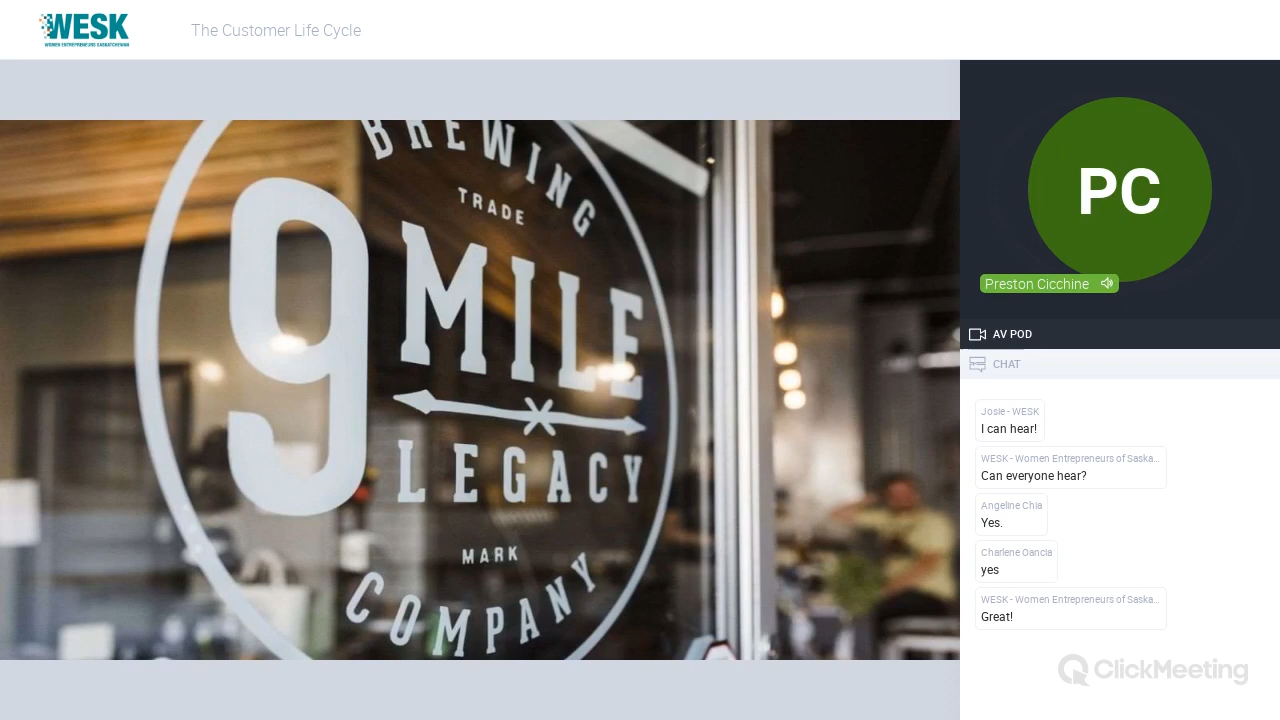 WESK
WOMEN ENTREPRENEURS SASKATCHEWAN
The Customer Life Cycle
BREWING
TRADE
9 MILE
LEGACY
MARK
COMPANY
PC
Preston Cicchine
AV POD
CHAT
Josie - WESK
I can hear!
WESK - Women Entrepreneurs of Saska...
Can everyone hear?
Angeline Chia
Yes.
Charlene Oancia
yes
WESK - Women Entrepreneurs of Saska...
Great!
ClickMeeting